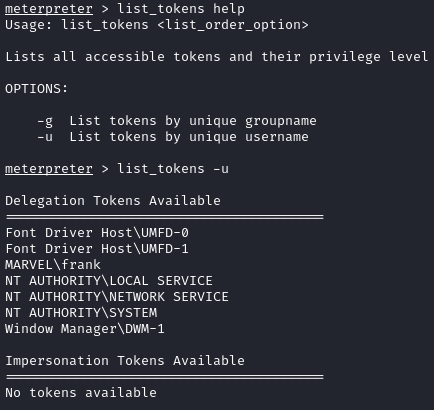 meterpreter > list_tokens help
Usage: list_tokens <list_order_option>
Lists all accessible tokens and their privilege level
OPTIONS:
-g  List tokens by unique groupname
-u  List tokens by unique username
meterpreter > list_tokens -u
Delegation Tokens Available
========================================
Font Driver Host\UMFD-0
Font Driver Host\UMFD-1
MARVEL\frank
NT AUTHORITY\LOCAL SERVICE
NT AUTHORITY\NETWORK SERVICE
NT AUTHORITY\SYSTEM
Window Manager\DWM-1
Impersonation Tokens Available
========================================
No tokens available